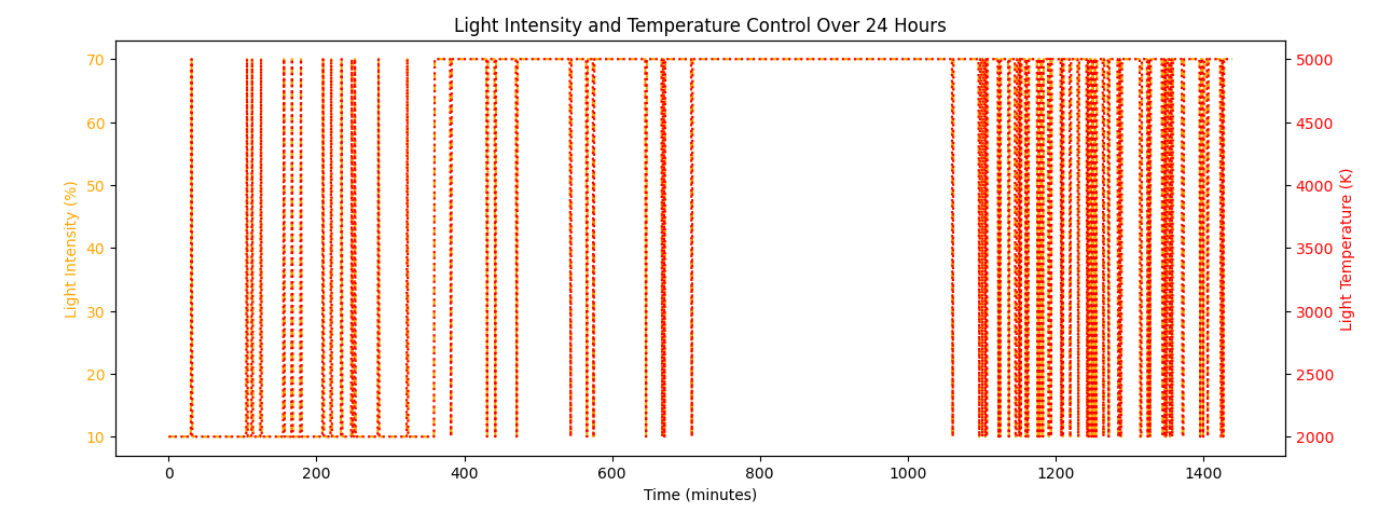 Light Intensity and Temperature Control Over 24 Hours
Light Intensity (%)
70
60
50
40
30
20
10
5000
4500
4000
3500
3000
2500
2000
Light Temperature (K)
0 200 400 600 800 1000 1200 1400
Time (minutes)